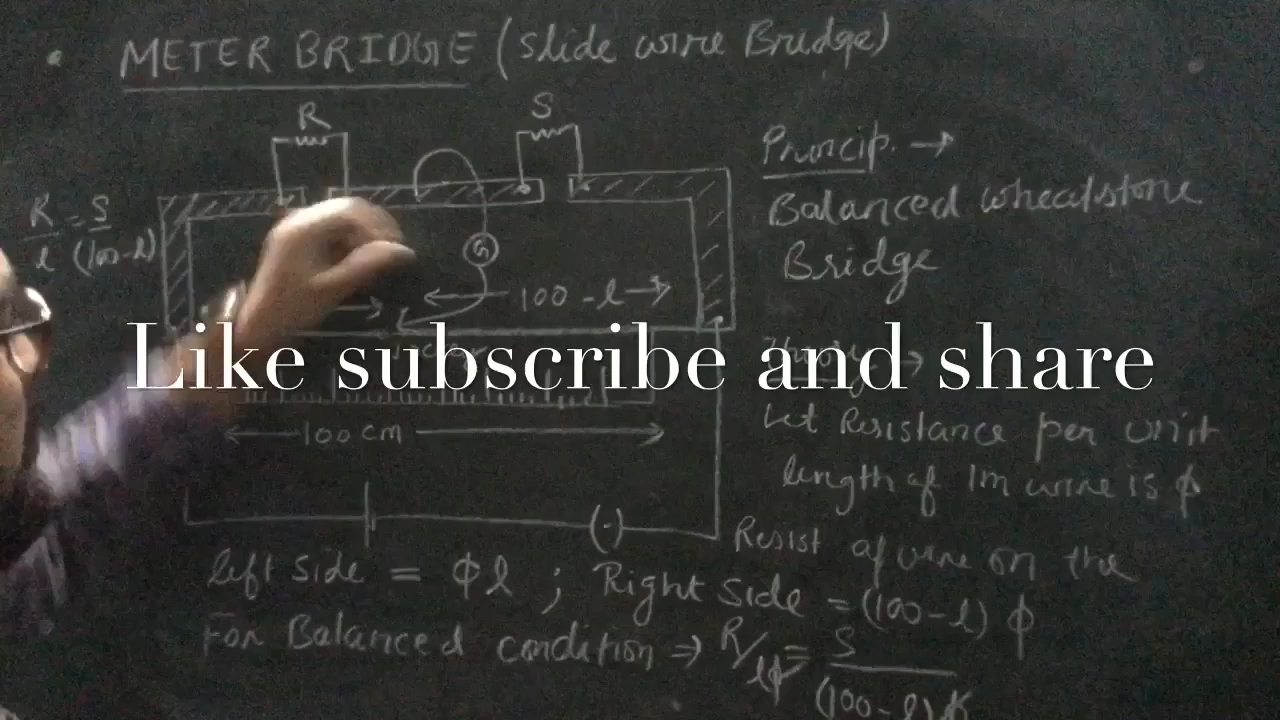 METER BRIDGE (Slide wire Bridge)
R
S
Princip. →
Balanced wheatstone
Bridge
R/l = S/(100-l)
G
100 - l
Like subscribe and share
Let Resistance per unit
length of 1m wire is ϕ
100 cm
(-)
Resist of wire on the
left side = ϕl ; Right side = (100-l) ϕ
For Balanced condition → R/lϕ = S/(100-l)ϕ